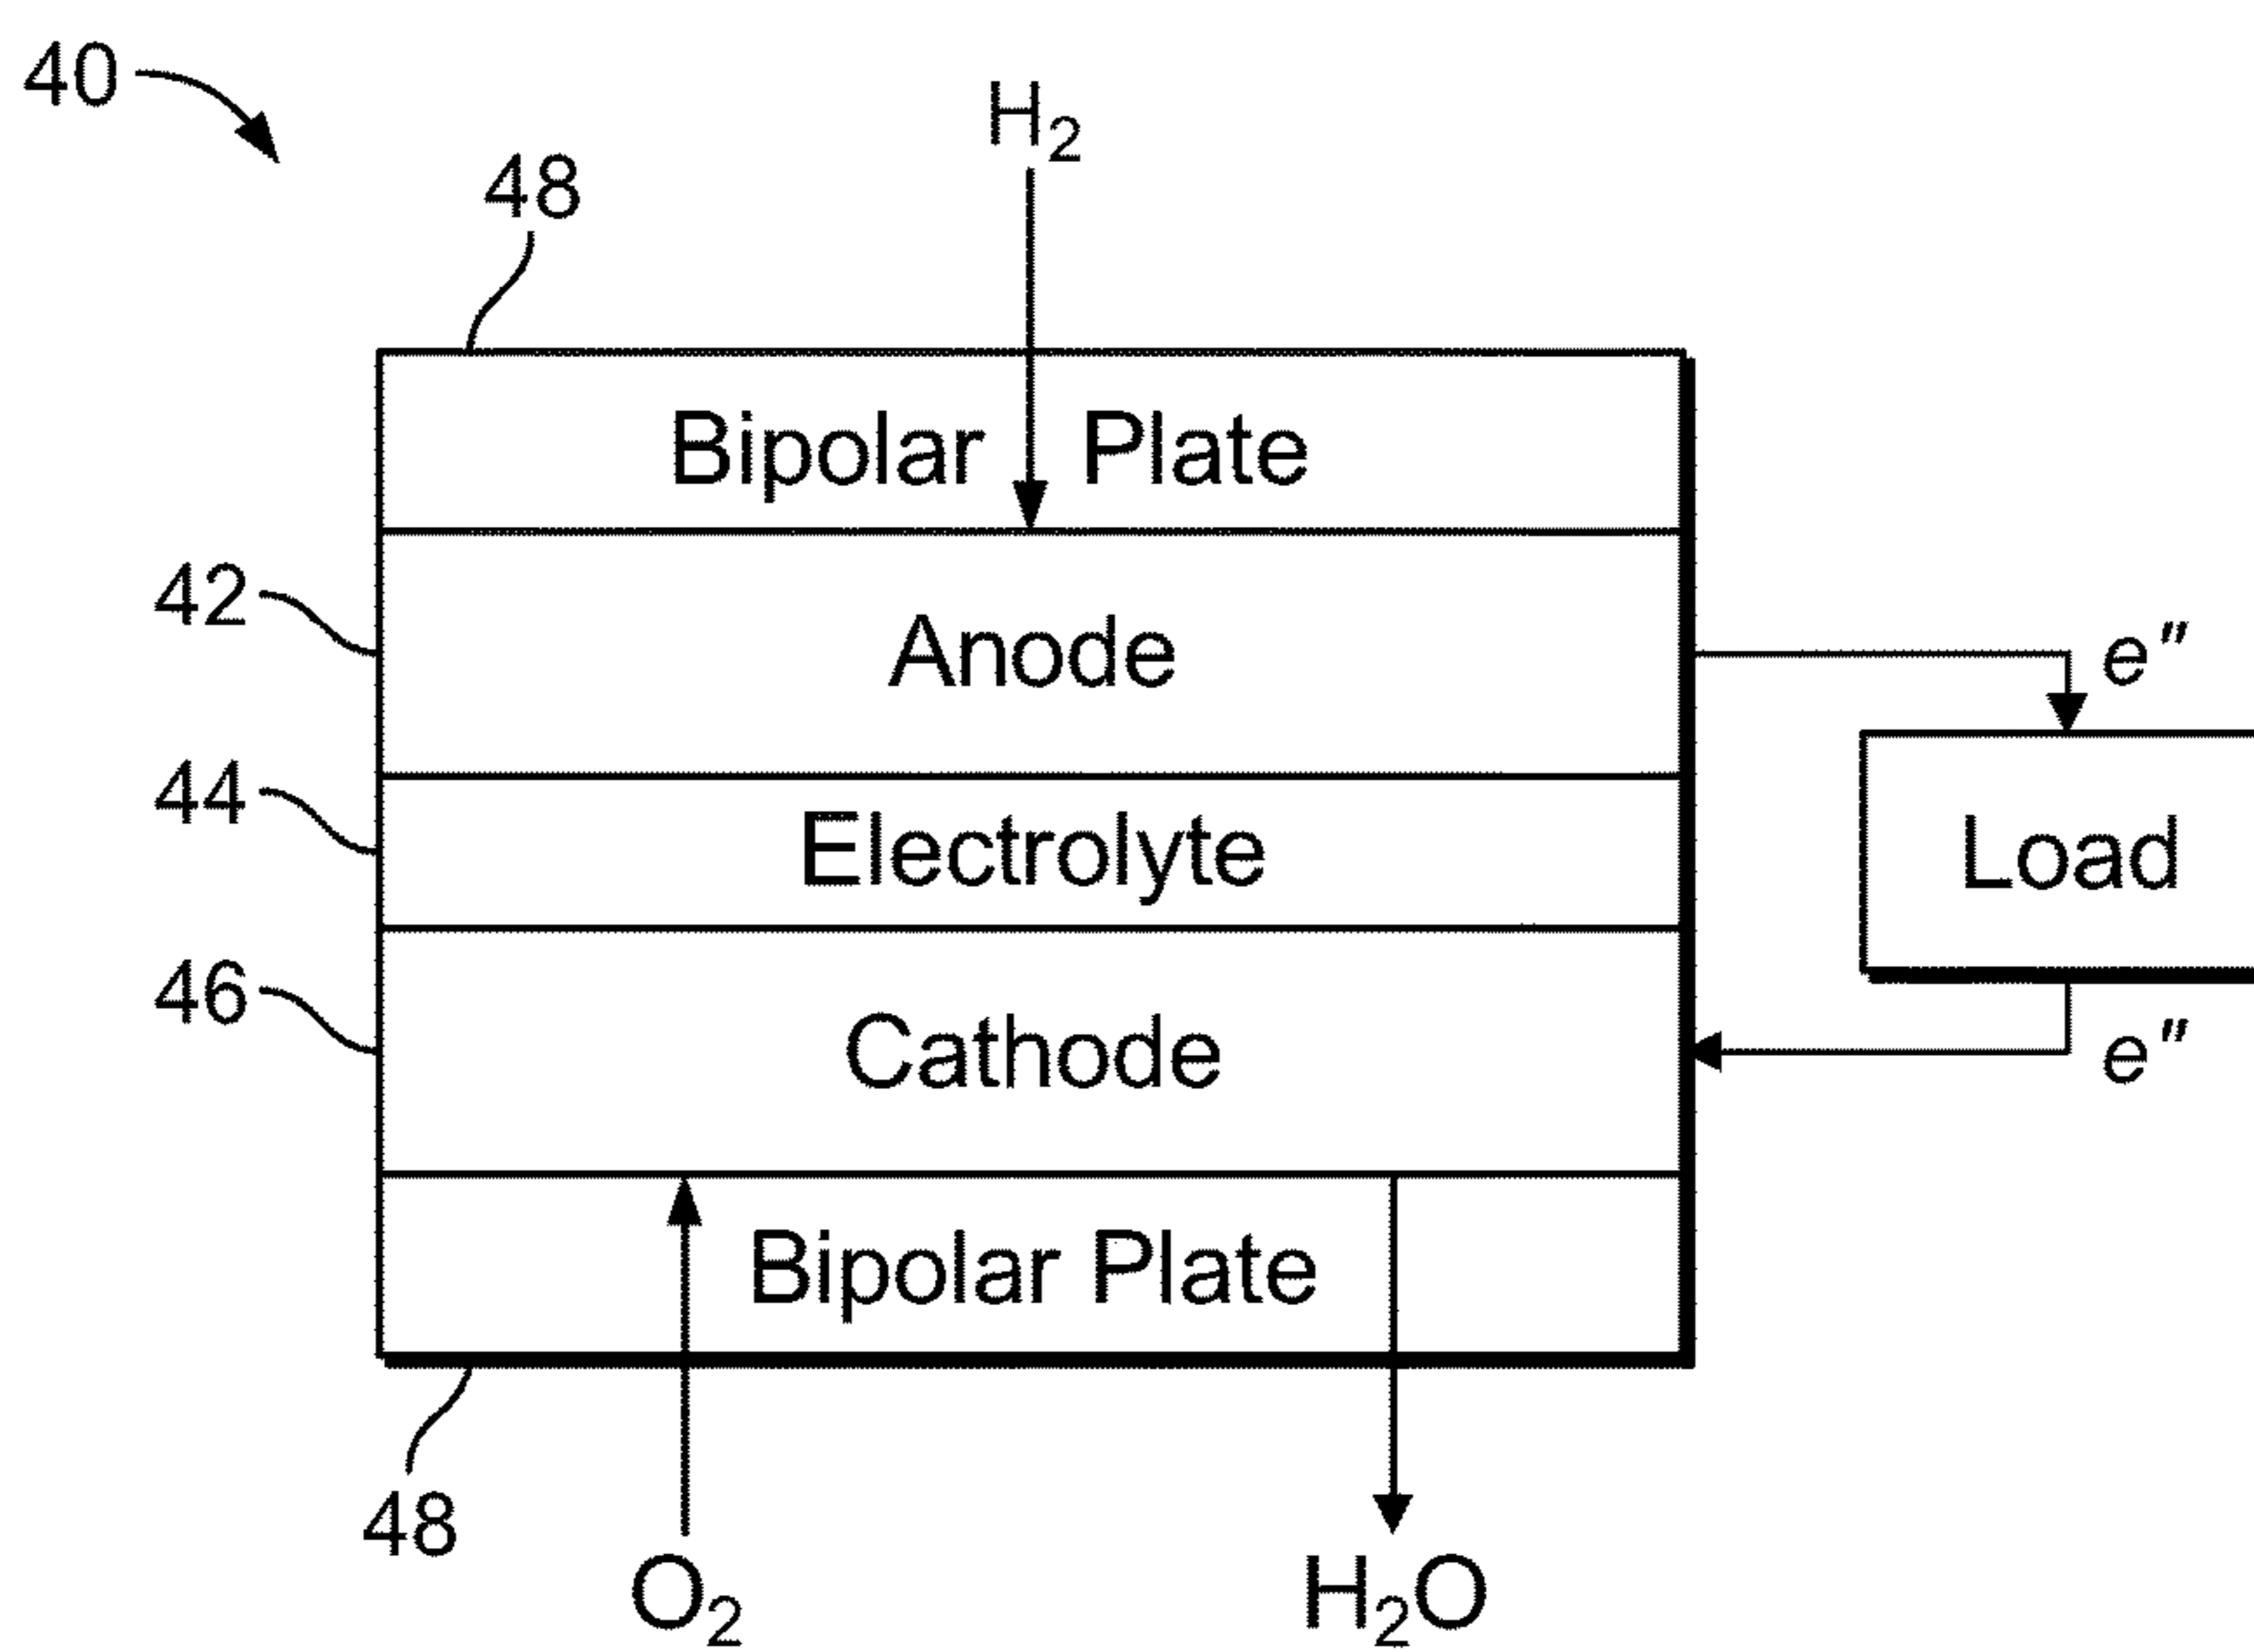 40
H₂
48
Bipolar Plate
42
Anode
e"
44
Electrolyte
Load
46
Cathode
e"
Bipolar Plate
48
O₂
H₂O